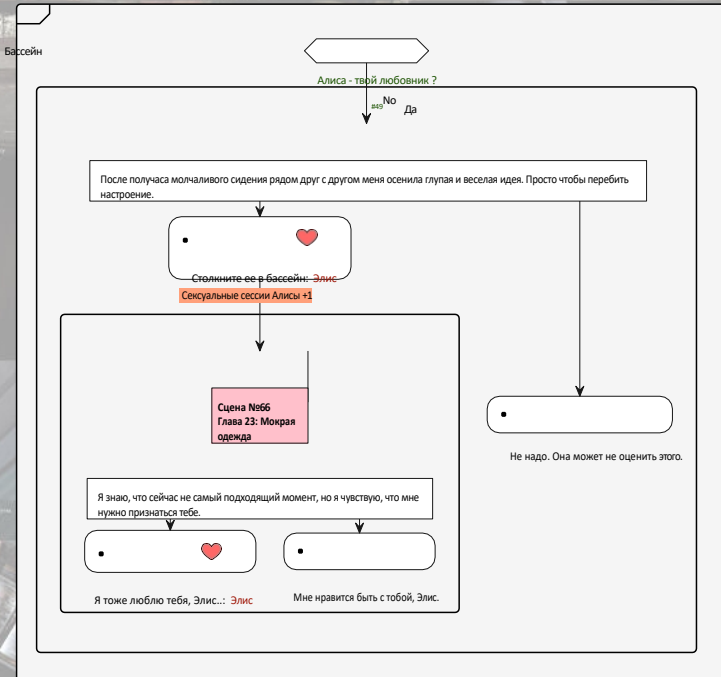 Бассейн
Алиса - твой любовник ?
#49 No
Да
После получаса молчаливого сидения рядом друг с другом меня осенила глупая и веселая идея. Просто чтобы перебить
настроение.
Столкните ее в бассейн: Элис
Сексуальные сессии Алисы +1
Сцена №66
Глава 23: Мокрая
одежда
Не надо. Она может не оценить этого.
Я знаю, что сейчас не самый подходящий момент, но я чувствую, что мне
нужно признаться тебе.
Я тоже люблю тебя, Элис..: Элис
Мне нравится быть с тобой, Элис.